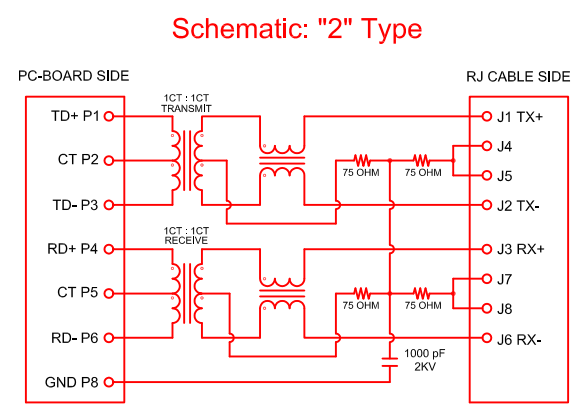 Schematic: "2" Type
PC-BOARD SIDE
RJ CABLE SIDE
1CT : 1CT
TRANSMIT
TD+ P1
J1 TX+
J4
CT P2
75 OHM
75 OHM
J5
TD- P3
J2 TX-
1CT : 1CT
RECEIVE
RD+ P4
J3 RX+
J7
CT P5
75 OHM
75 OHM
J8
RD- P6
J6 RX-
1000 pF
2KV
GND P8